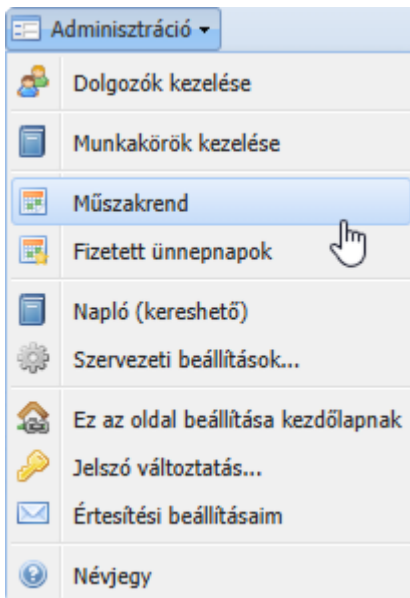 Adminisztráció
Dolgozók kezelése
Munkakörök kezelése
Műszakrend
Fizetett ünnepnapok
Napló (kereshető)
Szervezeti beállítások...
Ez az oldal beállítása kezdőlapnak
Jelszó változtatás...
Értesítési beállításaim
Névjegy